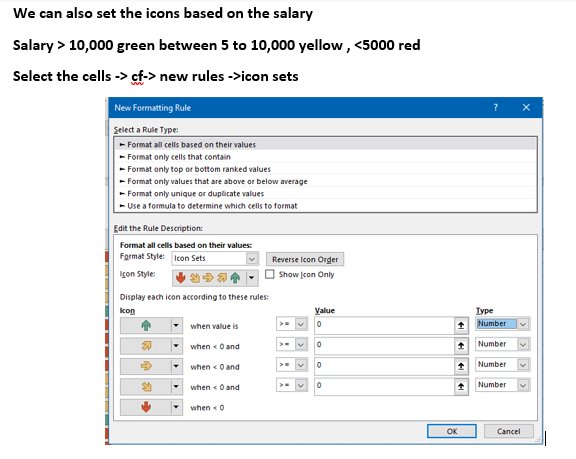 We can also set the icons based on the salary
Salary > 10,000 green between 5 to 10,000 yellow , <5000 red
Select the cells -> cf-> new rules ->icon sets
New Formatting Rule ? ×
Select a Rule Type:
► Format all cells based on their values
► Format only cells that contain
► Format only top or bottom ranked values
► Format only values that are above or below average
► Format only unique or duplicate values
► Use a formula to determine which cells to format
Edit the Rule Description:
Format all cells based on their values:
Format Style: Icon Sets Reverse Icon Order
Icon Style: Show Icon Only
Display each icon according to these rules:
Icon Value Type
when value is >= 0 Number
when < 0 and >= 0 Number
when < 0 and >= 0 Number
when < 0 and >= 0 Number
when < 0
OK Cancel